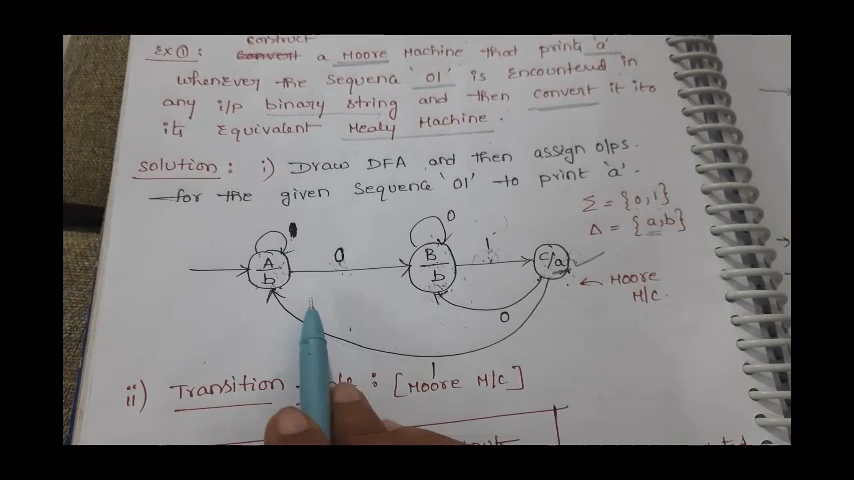 Ex ①:
construct
Convert a Moore Machine that print 'a'
whenever the sequence '01' is Encountered in
any i/p binary string and then convert it into
its Equivalent Mealy Machine.
Solution: i) Draw DFA and then assign o/ps.
for the given Sequence '01' to print 'a'.
Σ = {0,1}
Δ = {a,b}
0
A
b
0
B
b
1
C/a
← Moore
M/C.
0
1
ii) Transition : [Moore M/C]